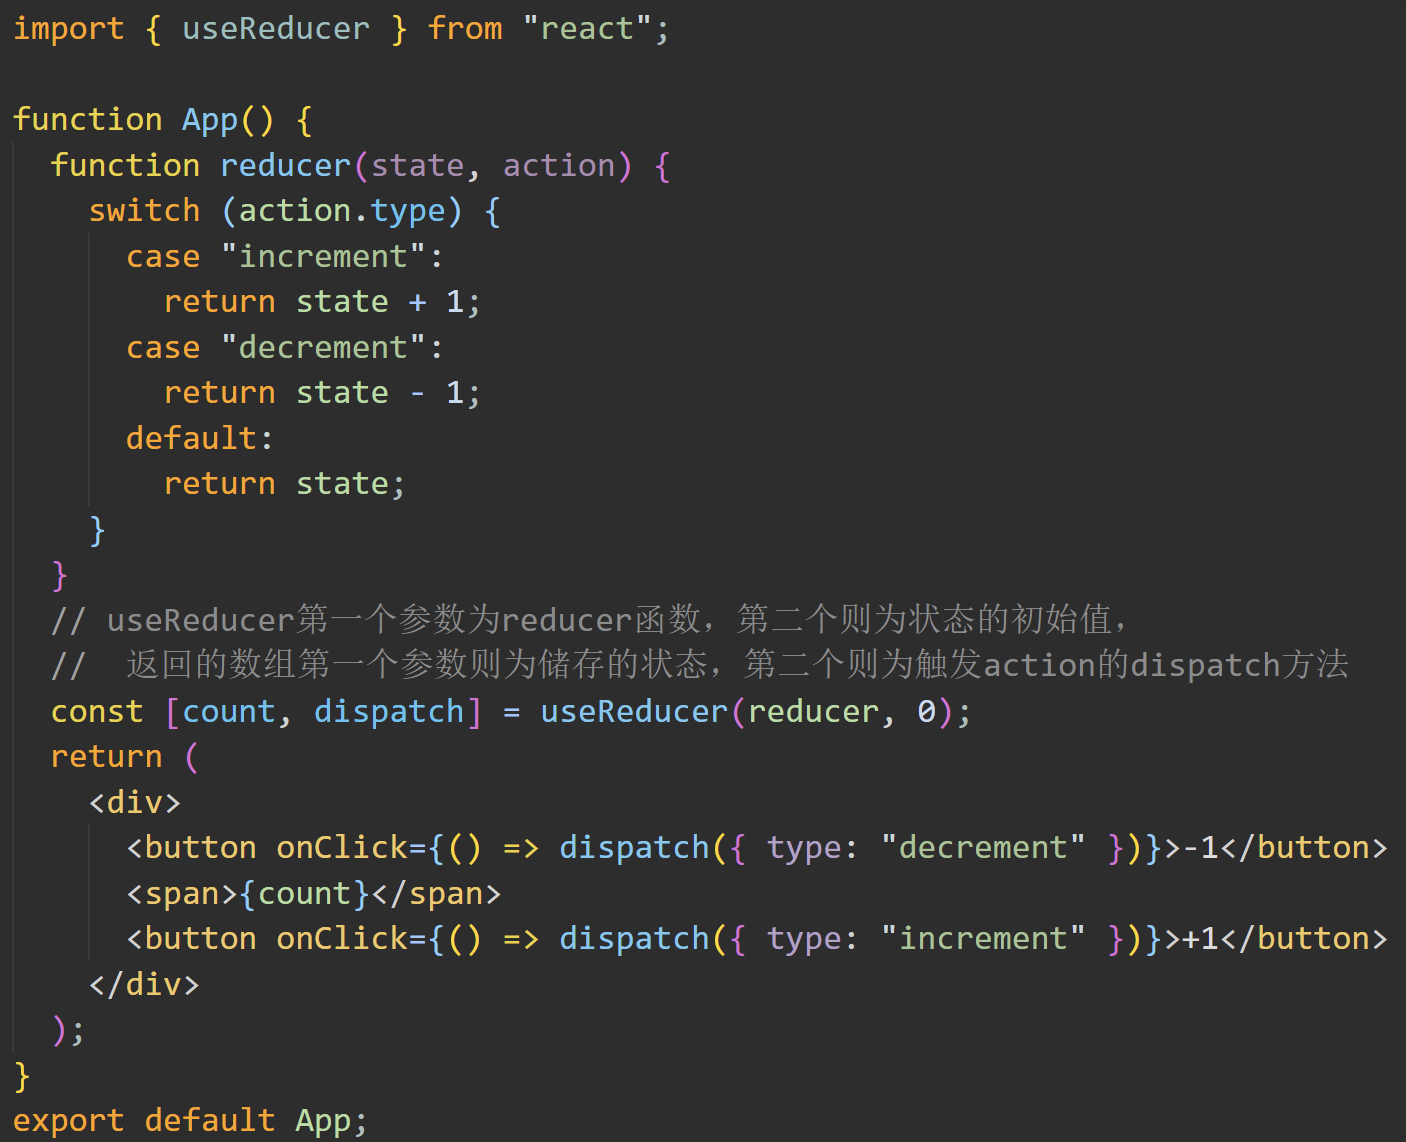 import { useReducer } from "react";
function App() {
  function reducer(state, action) {
    switch (action.type) {
      case "increment":
        return state + 1;
      case "decrement":
        return state - 1;
      default:
        return state;
    }
  }
  // useReducer第一个参数为reducer函数，第二个则为状态的初始值，
  //  返回的数组第一个参数则为储存的状态，第二个则为触发action的dispatch方法
  const [count, dispatch] = useReducer(reducer, 0);
  return (
    <div>
      <button onClick={() => dispatch({ type: "decrement" })}>-1</button>
      <span>{count}</span>
      <button onClick={() => dispatch({ type: "increment" })}>+1</button>
    </div>
  );
}
export default App;